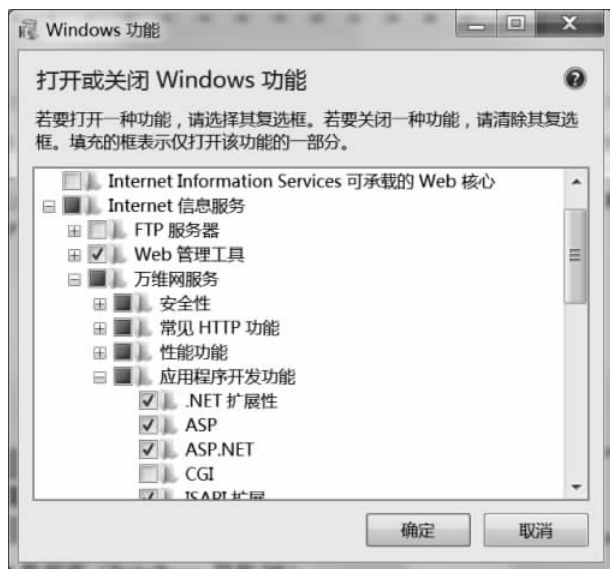 Windows 功能
打开或关闭 Windows 功能
若要打开一种功能，请选择其复选框。若要关闭一种功能，请清除其复选
框。填充的框表示仅打开该功能的一部分。
Internet Information Services 可承载的 Web 核心
Internet 信息服务
FTP 服务器
Web 管理工具
万维网服务
安全性
常见 HTTP 功能
性能功能
应用程序开发功能
.NET 扩展性
ASP
ASP.NET
CGI
ISAPI 扩展
确定
取消